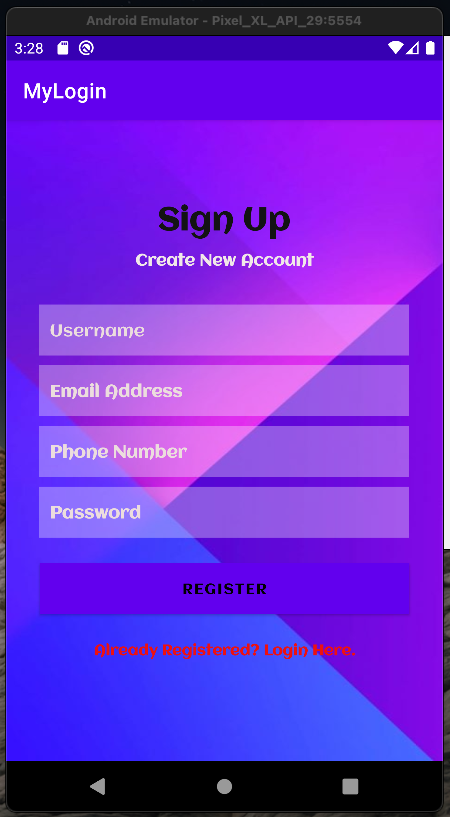 Android Emulator - Pixel_XL_API_29:5554
3:28
MyLogin
Sign Up
Create New Account
Username
Email Address
Phone Number
Password
REGISTER
Already Registered? Login Here.